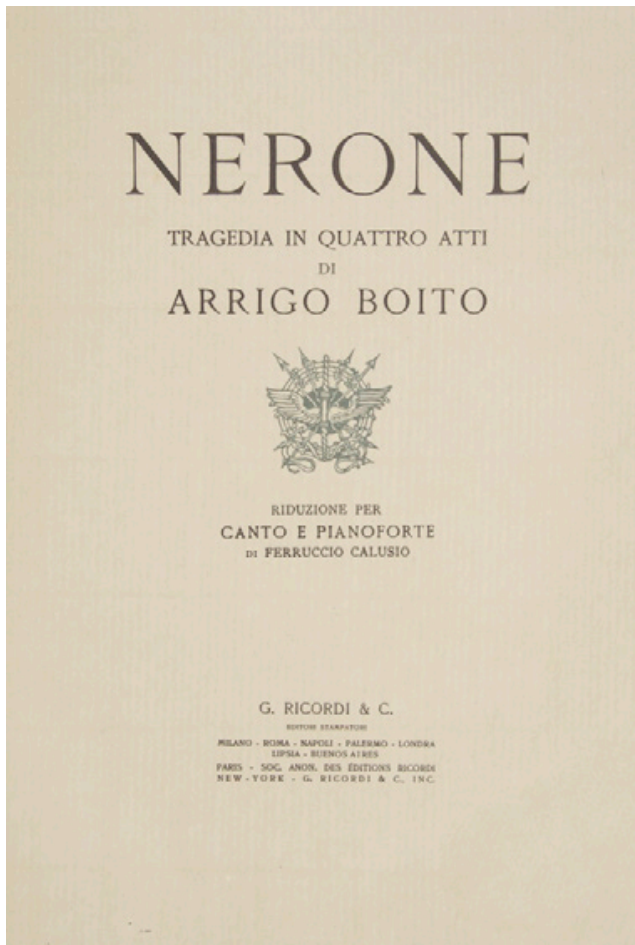 NERONE
TRAGEDIA IN QUATTRO ATTI
DI
ARRIGO BOITO
RIDUZIONE PER
CANTO E PIANOFORTE
DI FERRUCCIO CALUSIO
G. RICORDI & C.
EDITORI STAMPATORI
MILANO - ROMA - NAPOLI - PALERMO - LONDRA
LIPSIA - BUENOS AIRES
PARIS - SOC. ANON. DES ÉDITIONS RICORDI
NEW-YORK - G. RICORDI & C., INC.